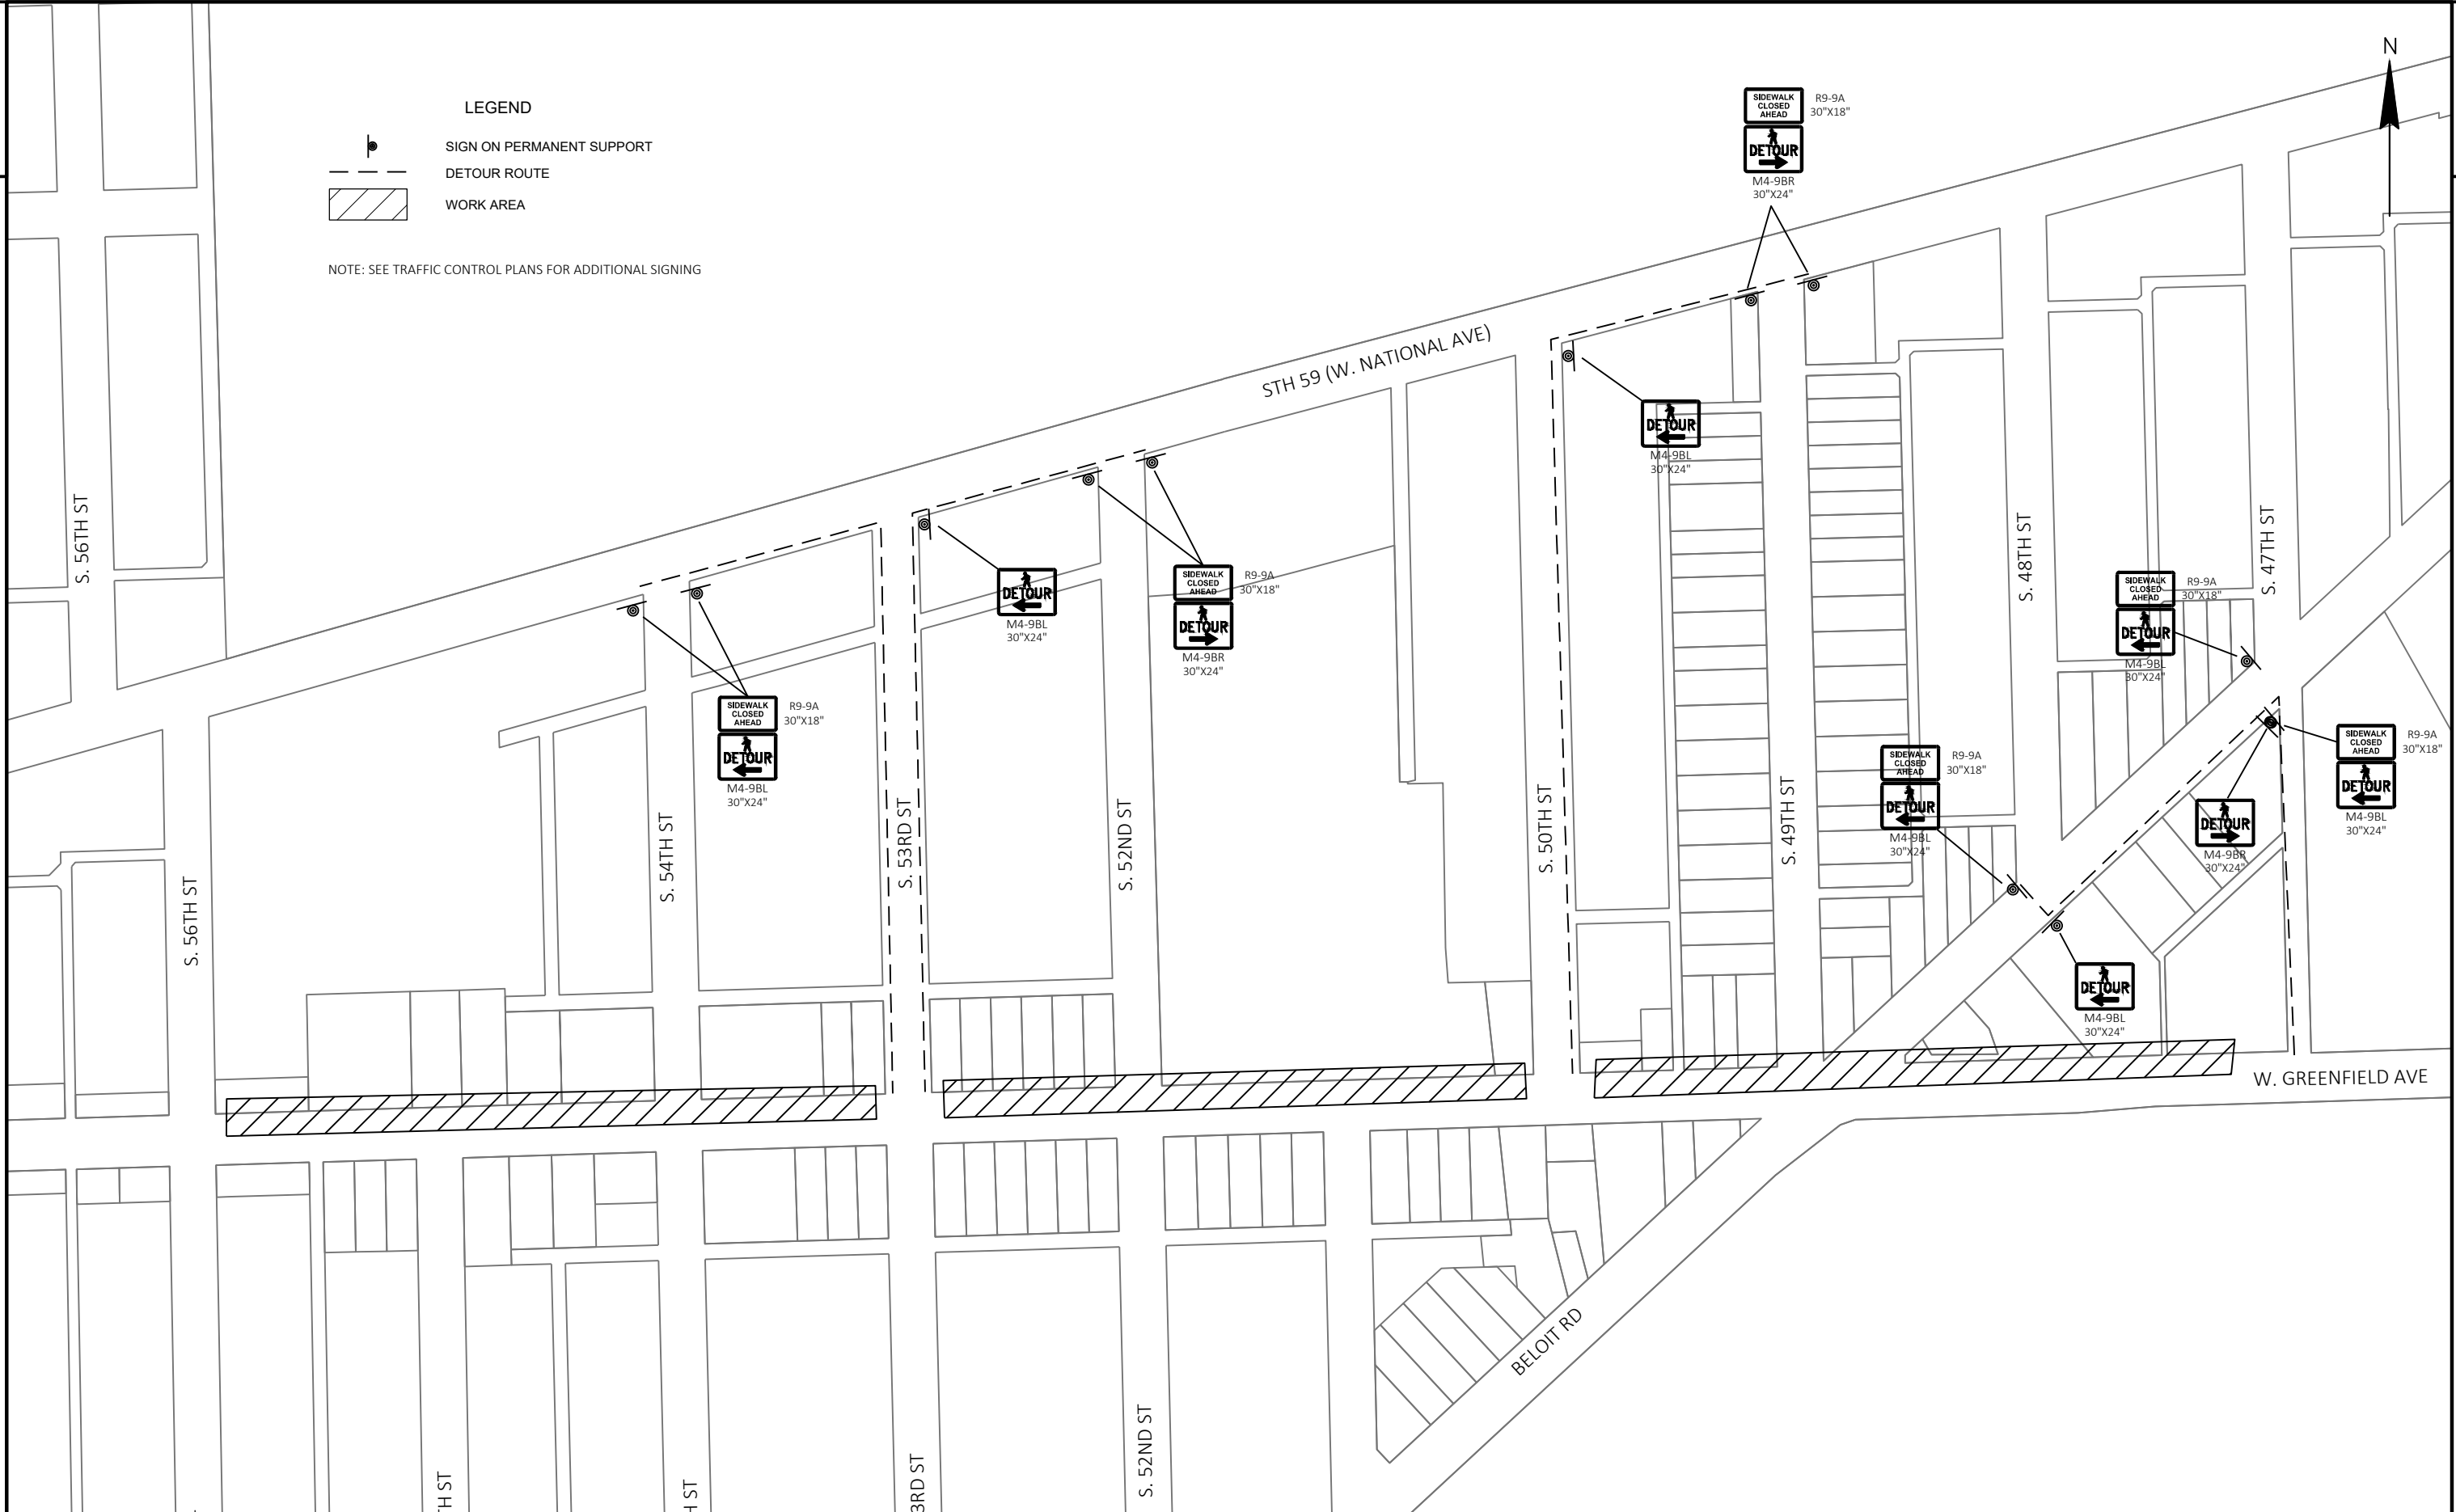 N
LEGEND
SIGN ON PERMANENT SUPPORT
DETOUR ROUTE
WORK AREA
NOTE: SEE TRAFFIC CONTROL PLANS FOR ADDITIONAL SIGNING
SIDEWALK
CLOSED
AHEAD
R9-9A
30"X18"
DETOUR
M4-9BR
30"X24"
STH 59 (W. NATIONAL AVE)
DETOUR
M4-9BL
30"X24"
S. 56TH ST
DETOUR
M4-9BL
30"X24"
SIDEWALK
CLOSED
AHEAD
R9-9A
30"X18"
DETOUR
M4-9BR
30"X24"
S. 48TH ST
S. 47TH ST
SIDEWALK
CLOSED
AHEAD
R9-9A
30"X18"
DETOUR
M4-9BL
30"X24"
SIDEWALK
CLOSED
AHEAD
R9-9A
30"X18"
DETOUR
M4-9BL
30"X24"
SIDEWALK
CLOSED
AHEAD
R9-9A
30"X18"
DETOUR
M4-9BL
30"X24"
SIDEWALK
CLOSED
AHEAD
R9-9A
30"X18"
DETOUR
M4-9BL
30"X24"
DETOUR
M4-9BR
30"X24"
S. 56TH ST
S. 54TH ST
S. 53RD ST
S. 52ND ST
S. 50TH ST
S. 49TH ST
DETOUR
M4-9BL
30"X24"
W. GREENFIELD AVE
BELOIT RD
TH ST
H ST
3RD ST
S. 52ND ST